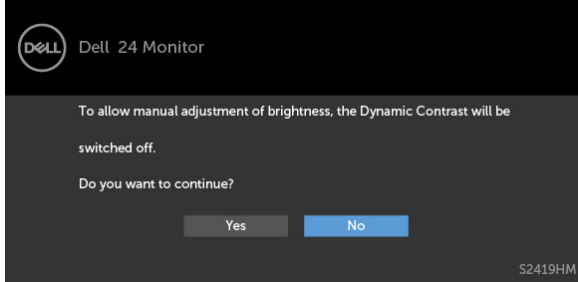 DELL
Dell 24 Monitor
To allow manual adjustment of brightness, the Dynamic Contrast will be
switched off.
Do you want to continue?
Yes
No
S2419HM